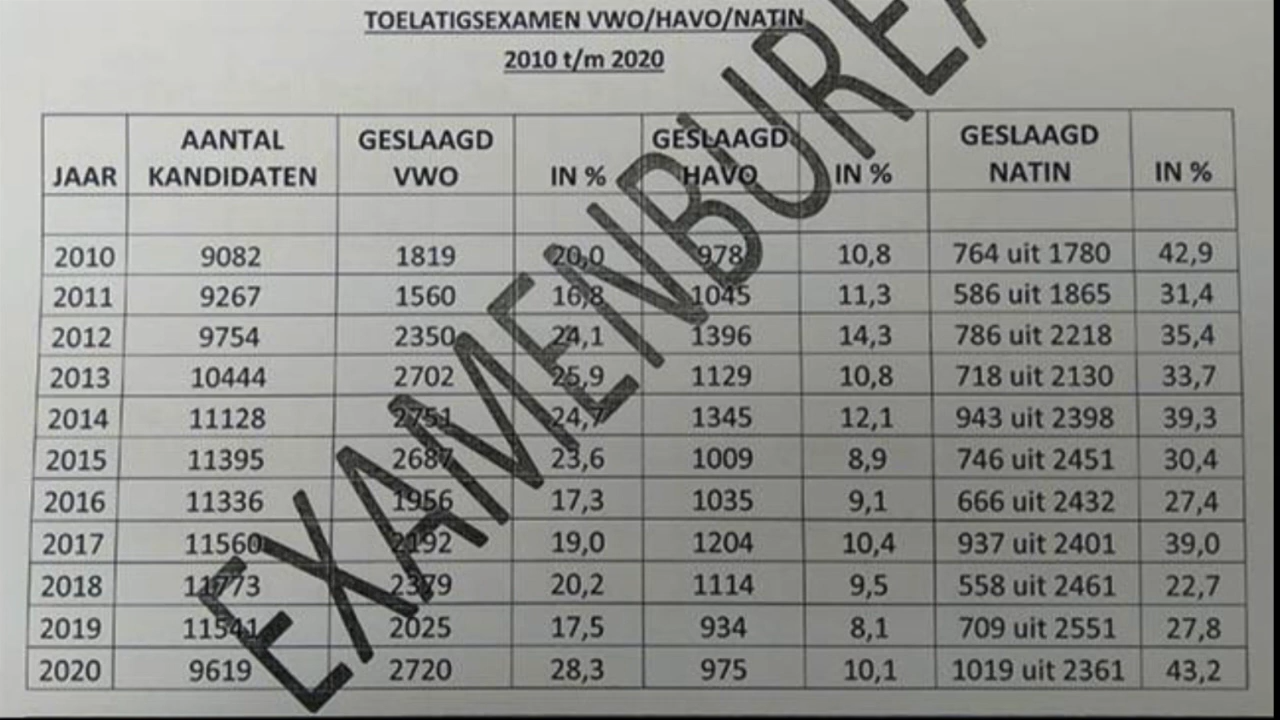 TOELATIGSEXAMEN VWO/HAVO/NATIN
2010 t/m 2020
JAAR AANTAL KANDIDATEN GESLAAGD VWO IN % GESLAAGD HAVO IN % GESLAAGD NATIN IN %
2010 9082 1819 20,0 978 10,8 764 uit 1780 42,9
2011 9267 1560 16,8 1045 11,3 586 uit 1865 31,4
2012 9754 2350 24,1 1396 14,3 786 uit 2218 35,4
2013 10444 2702 25,9 1129 10,8 718 uit 2130 33,7
2014 11128 2751 24,7 1345 12,1 943 uit 2398 39,3
2015 11395 2687 23,6 1009 8,9 746 uit 2451 30,4
2016 11336 1956 17,3 1035 9,1 666 uit 2432 27,4
2017 11560 2192 19,0 1204 10,4 937 uit 2401 39,0
2018 11773 2379 20,2 1114 9,5 558 uit 2461 22,7
2019 11541 2025 17,5 934 8,1 709 uit 2551 27,8
2020 9619 2720 28,3 975 10,1 1019 uit 2361 43,2
EXAMENBUREA